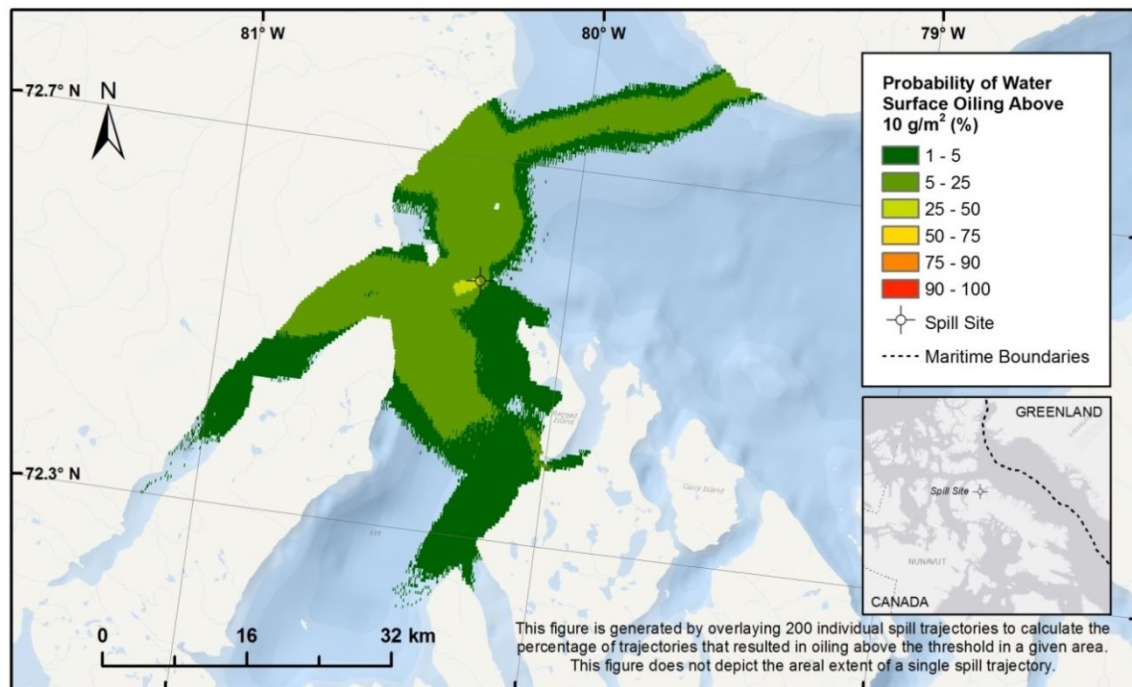 81° W
80° W
79° W
72.7° N
N
72.3° N
Probability of Water
Surface Oiling Above
10 g/m² (%)
1 - 5
5 - 25
25 - 50
50 - 75
75 - 90
90 - 100
Spill Site
Maritime Boundaries
GREENLAND
Spill Site
NUNAVUT
CANADA
Curry Island
0 16 32 km
This figure is generated by overlaying 200 individual spill trajectories to calculate the
percentage of trajectories that resulted in oiling above the threshold in a given area.
This figure does not depict the areal extent of a single spill trajectory.